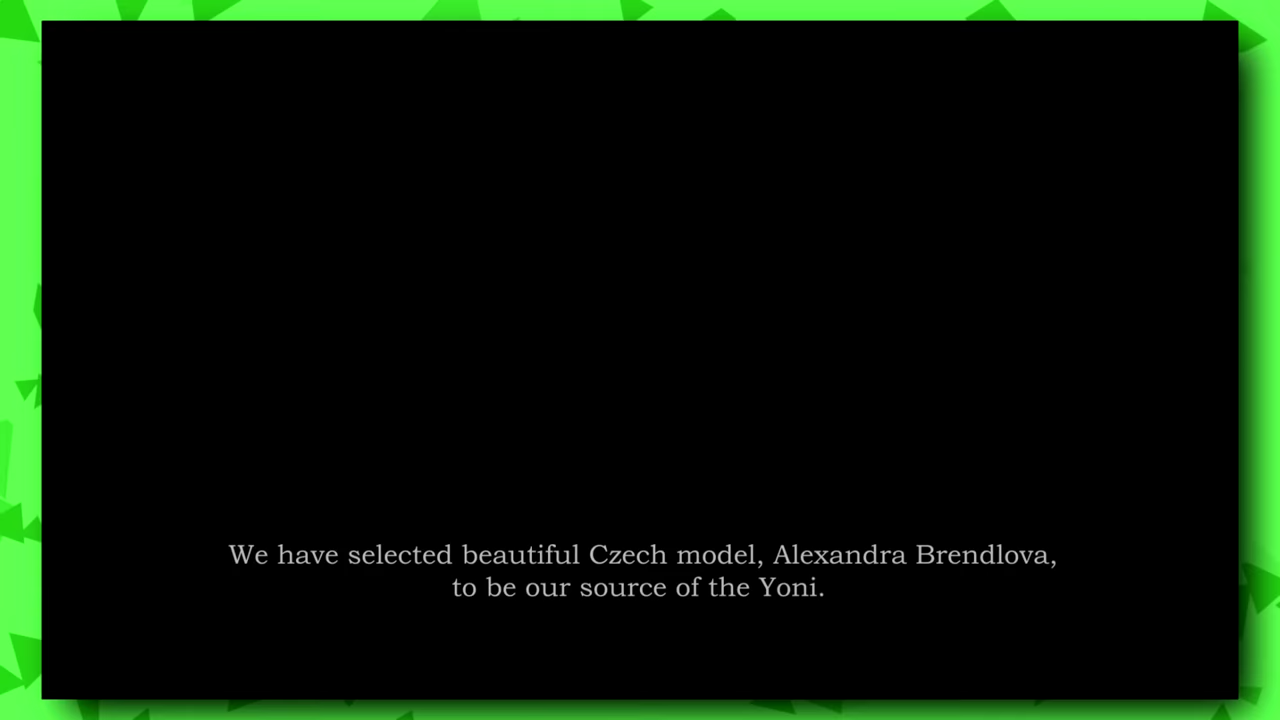 We have selected beautiful Czech model, Alexandra Brendlova,
to be our source of the Yoni.